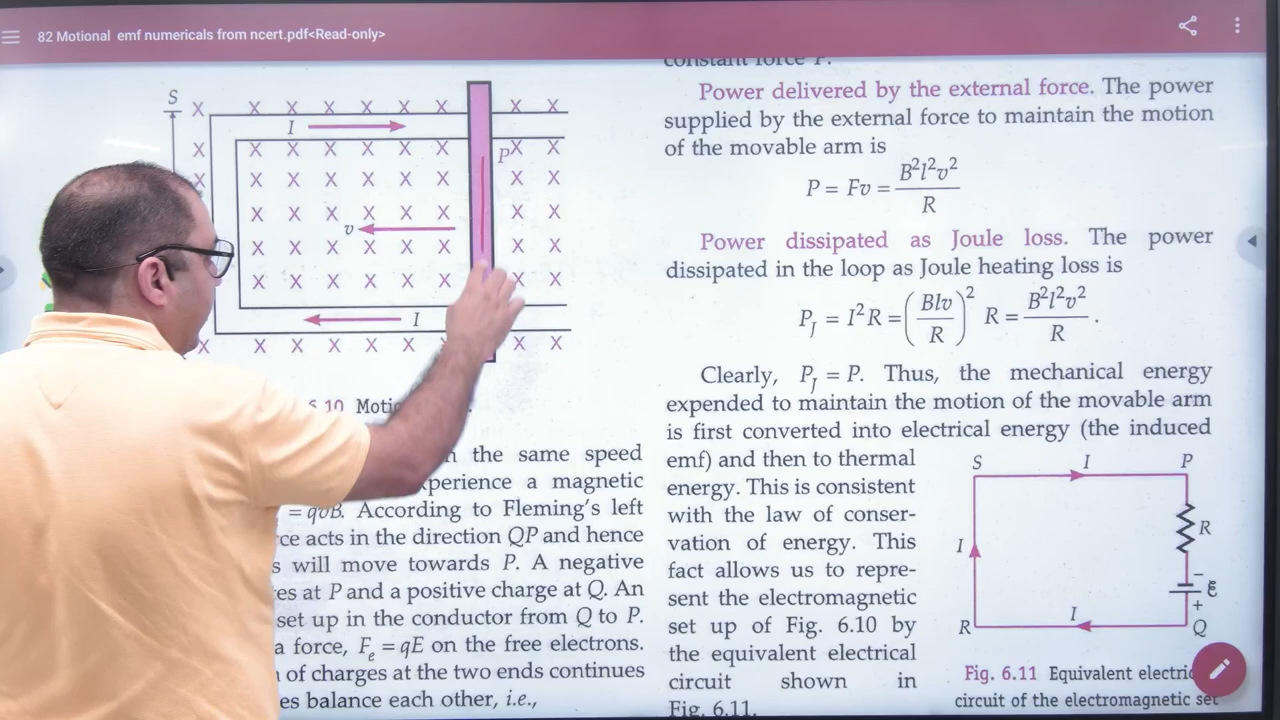 82 Motional emf numericals from ncert.pdf<Read-only>
S
I
P
v
I
6.10 Motio
the same speed
xperience a magnetic
= qvB. According to Fleming's left
ce acts in the direction QP and hence
s will move towards P. A negative
es at P and a positive charge at Q. An
set up in the conductor from Q to P.
a force, Fₑ = qE on the free electrons.
of charges at the two ends continues
es balance each other, i.e.,
constant force F.
Power delivered by the external force. The power
supplied by the external force to maintain the motion
of the movable arm is
P = Fv = B²l²v² / R
Power dissipated as Joule loss. The power
dissipated in the loop as Joule heating loss is
P_J = I²R = (Blv / R)² R = B²l²v² / R .
Clearly, P_J = P. Thus, the mechanical energy
expended to maintain the motion of the movable arm
is first converted into electrical energy (the induced
emf) and then to thermal
energy. This is consistent
with the law of conser-
vation of energy. This
fact allows us to repre-
sent the electromagnetic
set up of Fig. 6.10 by
the equivalent electrical
circuit shown in
Fig. 6.11.
S I P
R
I
− ℰ
+
R I Q
Fig. 6.11 Equivalent electric
circuit of the electromagnetic set